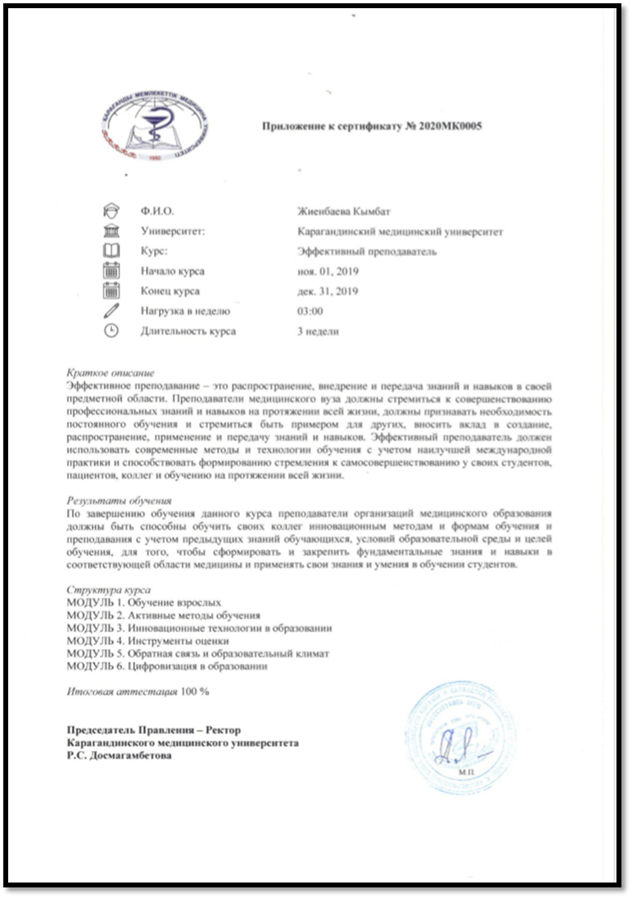 ҚАРАҒАНДЫ МЕМЛЕКЕТТІК МЕДИЦИНА УНИВЕРСИТЕТІ
1950
Приложение к сертификату № 2020МК0005
Ф.И.О. Жиенбаева Кымбат
Университет: Карагандинский медицинский университет
Курс: Эффективный преподаватель
Начало курса ноя. 01, 2019
Конец курса дек. 31, 2019
Нагрузка в неделю 03:00
Длительность курса 3 недели
Краткое описание
Эффективное преподавание – это распространение, внедрение и передача знаний и навыков в своей
предметной области. Преподаватели медицинского вуза должны стремиться к совершенствованию
профессиональных знаний и навыков на протяжении всей жизни, должны признавать необходимость
постоянного обучения и стремиться быть примером для других, вносить вклад в создание,
распространение, применение и передачу знаний и навыков. Эффективный преподаватель должен
использовать современные методы и технологии обучения с учетом наилучшей международной
практики и способствовать формированию стремления к самосовершенствованию у своих студентов,
пациентов, коллег и обучению на протяжении всей жизни.
Результаты обучения
По завершению обучения данного курса преподаватели организаций медицинского образования
должны быть способны обучить своих коллег инновационным методам и формам обучения и
преподавания с учетом предыдущих знаний обучающихся, условий образовательной среды и целей
обучения, для того, чтобы сформировать и закрепить фундаментальные знания и навыки в
соответствующей области медицины и применять свои знания и умения в обучении студентов.
Структура курса
МОДУЛЬ 1. Обучение взрослых
МОДУЛЬ 2. Активные методы обучения
МОДУЛЬ 3. Инновационные технологии в образовании
МОДУЛЬ 4. Инструменты оценки
МОДУЛЬ 5. Обратная связь и образовательный климат
МОДУЛЬ 6. Цифровизация в образовании
Итоговая аттестация 100 %
Председатель Правления – Ректор
Карагандинского медицинского университета
Р.С. Досмагамбетова
М.П.